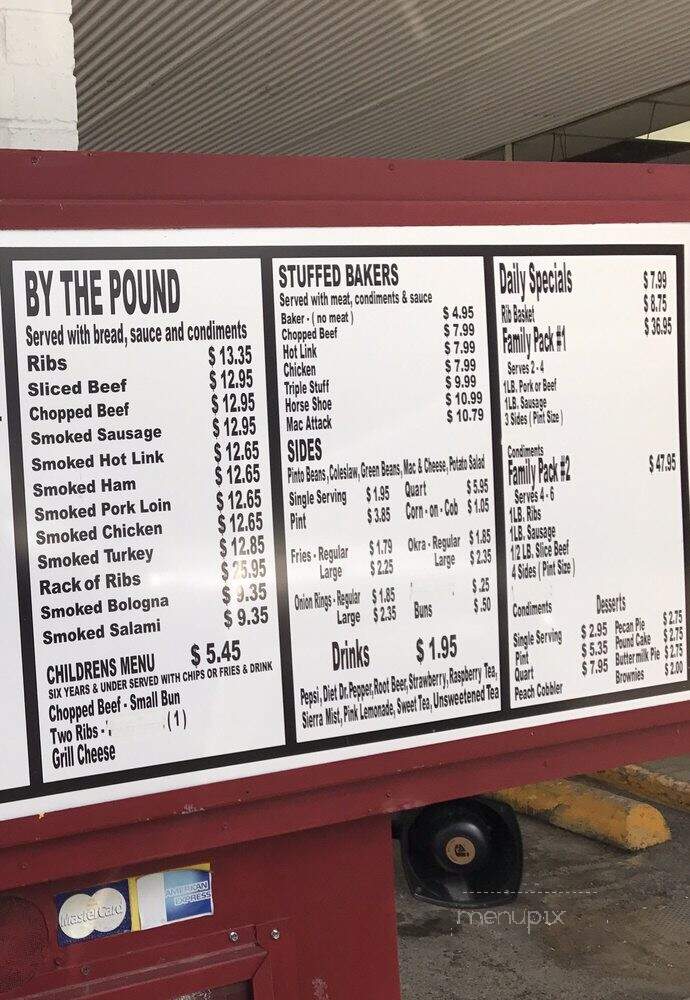 BY THE POUND
Served with bread, sauce and condiments
Ribs $ 13.35
Sliced Beef $ 12.95
Chopped Beef $ 12.95
Smoked Sausage $ 12.95
Smoked Hot Link $ 12.65
Smoked Ham $ 12.65
Smoked Pork Loin $ 12.65
Smoked Chicken $ 12.65
Smoked Turkey $ 12.85
Rack of Ribs $ 25.95
Smoked Bologna $ 9.35
Smoked Salami $ 9.35
CHILDRENS MENU $ 5.45
SIX YEARS & UNDER SERVED WITH CHIPS OR FRIES & DRINK
Chopped Beef - Small Bun
Two Ribs - (1)
Grill Cheese
STUFFED BAKERS
Served with meat, condiments & sauce
Baker - ( no meat ) $ 4.95
Chopped Beef $ 7.99
Hot Link $ 7.99
Chicken $ 7.99
Triple Stuff $ 9.99
Horse Shoe $ 10.99
Mac Attack $ 10.79
SIDES
Pinto Beans, Coleslaw, Green Beans, Mac & Cheese, Potato Salad
Single Serving $ 1.95 Quart $ 5.95
Pint $ 3.85 Corn - on - Cob $ 1.05
Fries - Regular $ 1.79 Okra - Regular $ 1.85
Large $ 2.25 Large $ 2.35
Onion Rings - Regular $ 1.85 $ .25
Large $ 2.35 Buns $ .50
Drinks $ 1.95
Pepsi, Diet Dr. Pepper, Root Beer, Strawberry, Raspberry Tea,
Sierra Mist, Pink Lemonade, Sweet Tea, Unsweetened Tea
Daily Specials $ 7.99
Rib Basket $ 8.75
Family Pack #1 $ 36.95
Serves 2 - 4
1LB. Pork or Beef
1LB. Sausage
3 Sides ( Pint Size )
Condiments
Family Pack #2 $ 47.95
Serves 4 - 6
1LB. Ribs
1LB. Sausage
1/2 LB. Slice Beef
4 Sides ( Pint Size )
Condiments Desserts
Single Serving $ 2.95 Pecan Pie $ 2.75
Pint $ 5.35 Pound Cake $ 2.75
Quart $ 7.95 Buttermilk Pie $ 2.75
Peach Cobbler Brownies $ 2.00
MasterCard
AMERICAN EXPRESS
menupix